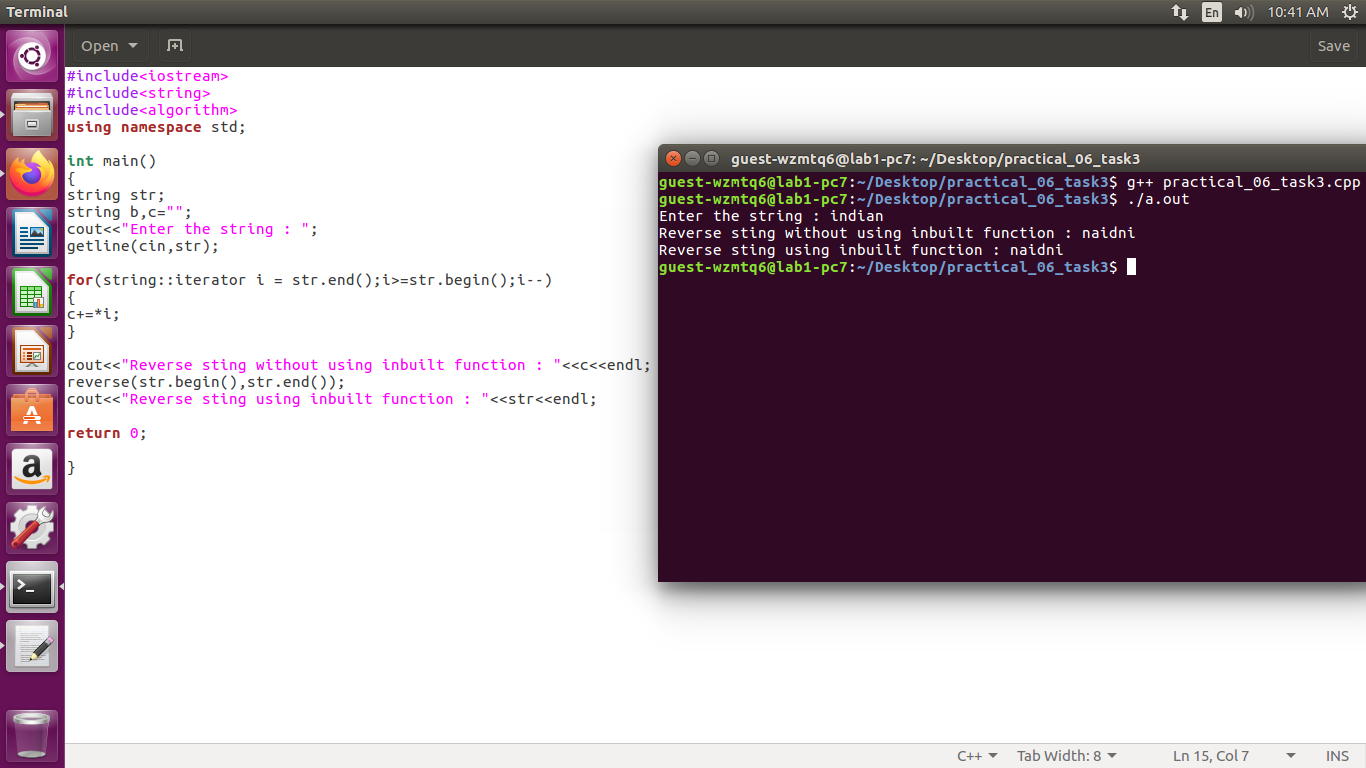 Terminal
En
10:41 AM
Open
Save
#include<iostream>
#include<string>
#include<algorithm>
using namespace std;
int main()
{
string str;
string b,c="";
cout<<"Enter the string : ";
getline(cin,str);
for(string::iterator i = str.end();i>=str.begin();i--)
{
c+=*i;
}
cout<<"Reverse sting without using inbuilt function : "<<c<<endl;
reverse(str.begin(),str.end());
cout<<"Reverse sting using inbuilt function : "<<str<<endl;
return 0;
}
guest-wzmtq6@lab1-pc7: ~/Desktop/practical_06_task3
guest-wzmtq6@lab1-pc7:~/Desktop/practical_06_task3$ g++ practical_06_task3.cpp
guest-wzmtq6@lab1-pc7:~/Desktop/practical_06_task3$ ./a.out
Enter the string : indian
Reverse sting without using inbuilt function : naidni
Reverse sting using inbuilt function : naidni
guest-wzmtq6@lab1-pc7:~/Desktop/practical_06_task3$
C++ Tab Width: 8 Ln 15, Col 7 INS